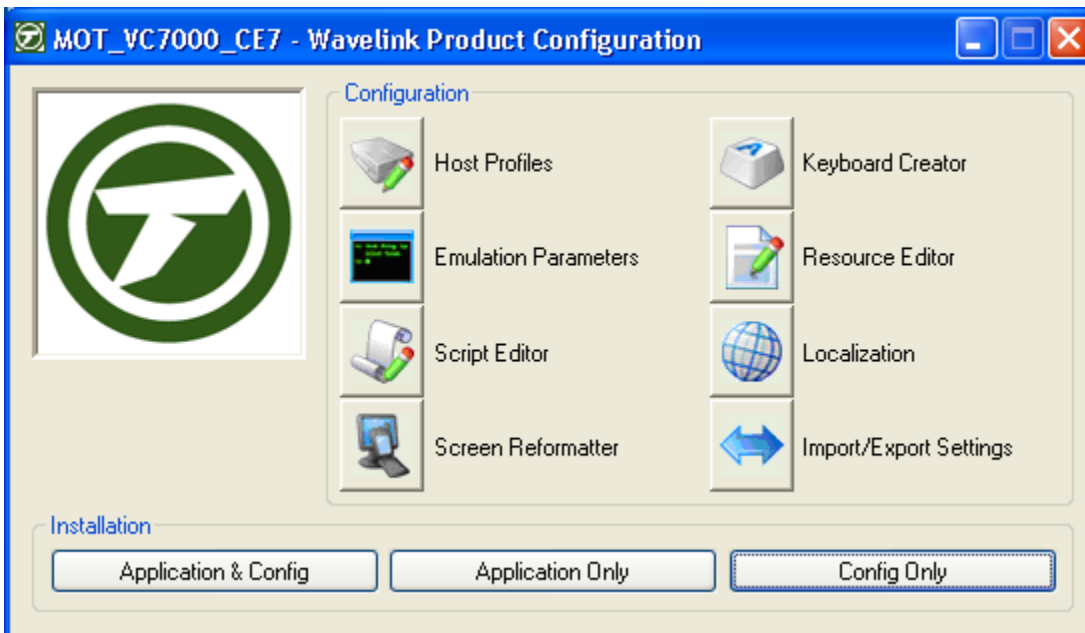 MOT_VC7000_CE7 - Wavelink Product Configuration
Configuration
Host Profiles
Keyboard Creator
Emulation Parameters
Resource Editor
Script Editor
Localization
Screen Reformatter
Import/Export Settings
Installation
Application & Config
Application Only
Config Only